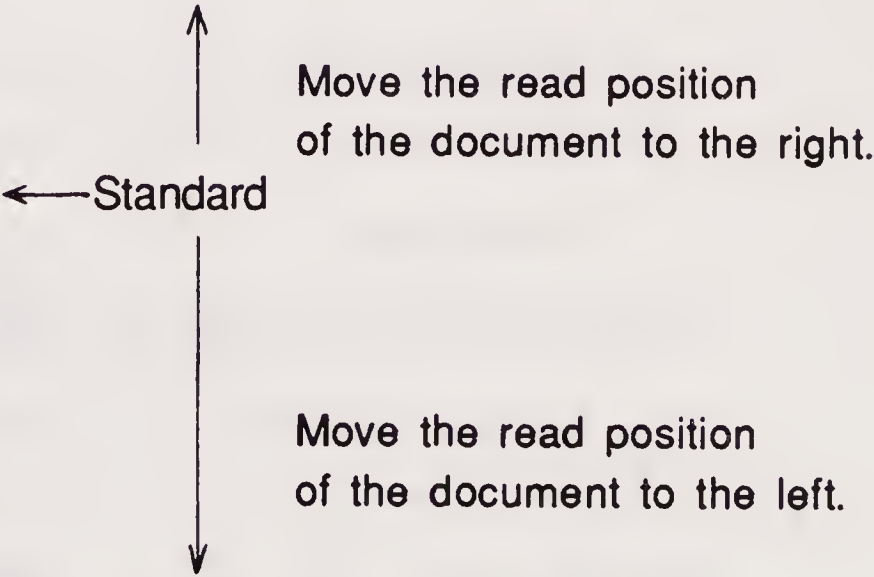 Move the read position
of the document to the right.
Standard
Move the read position
of the document to the left.